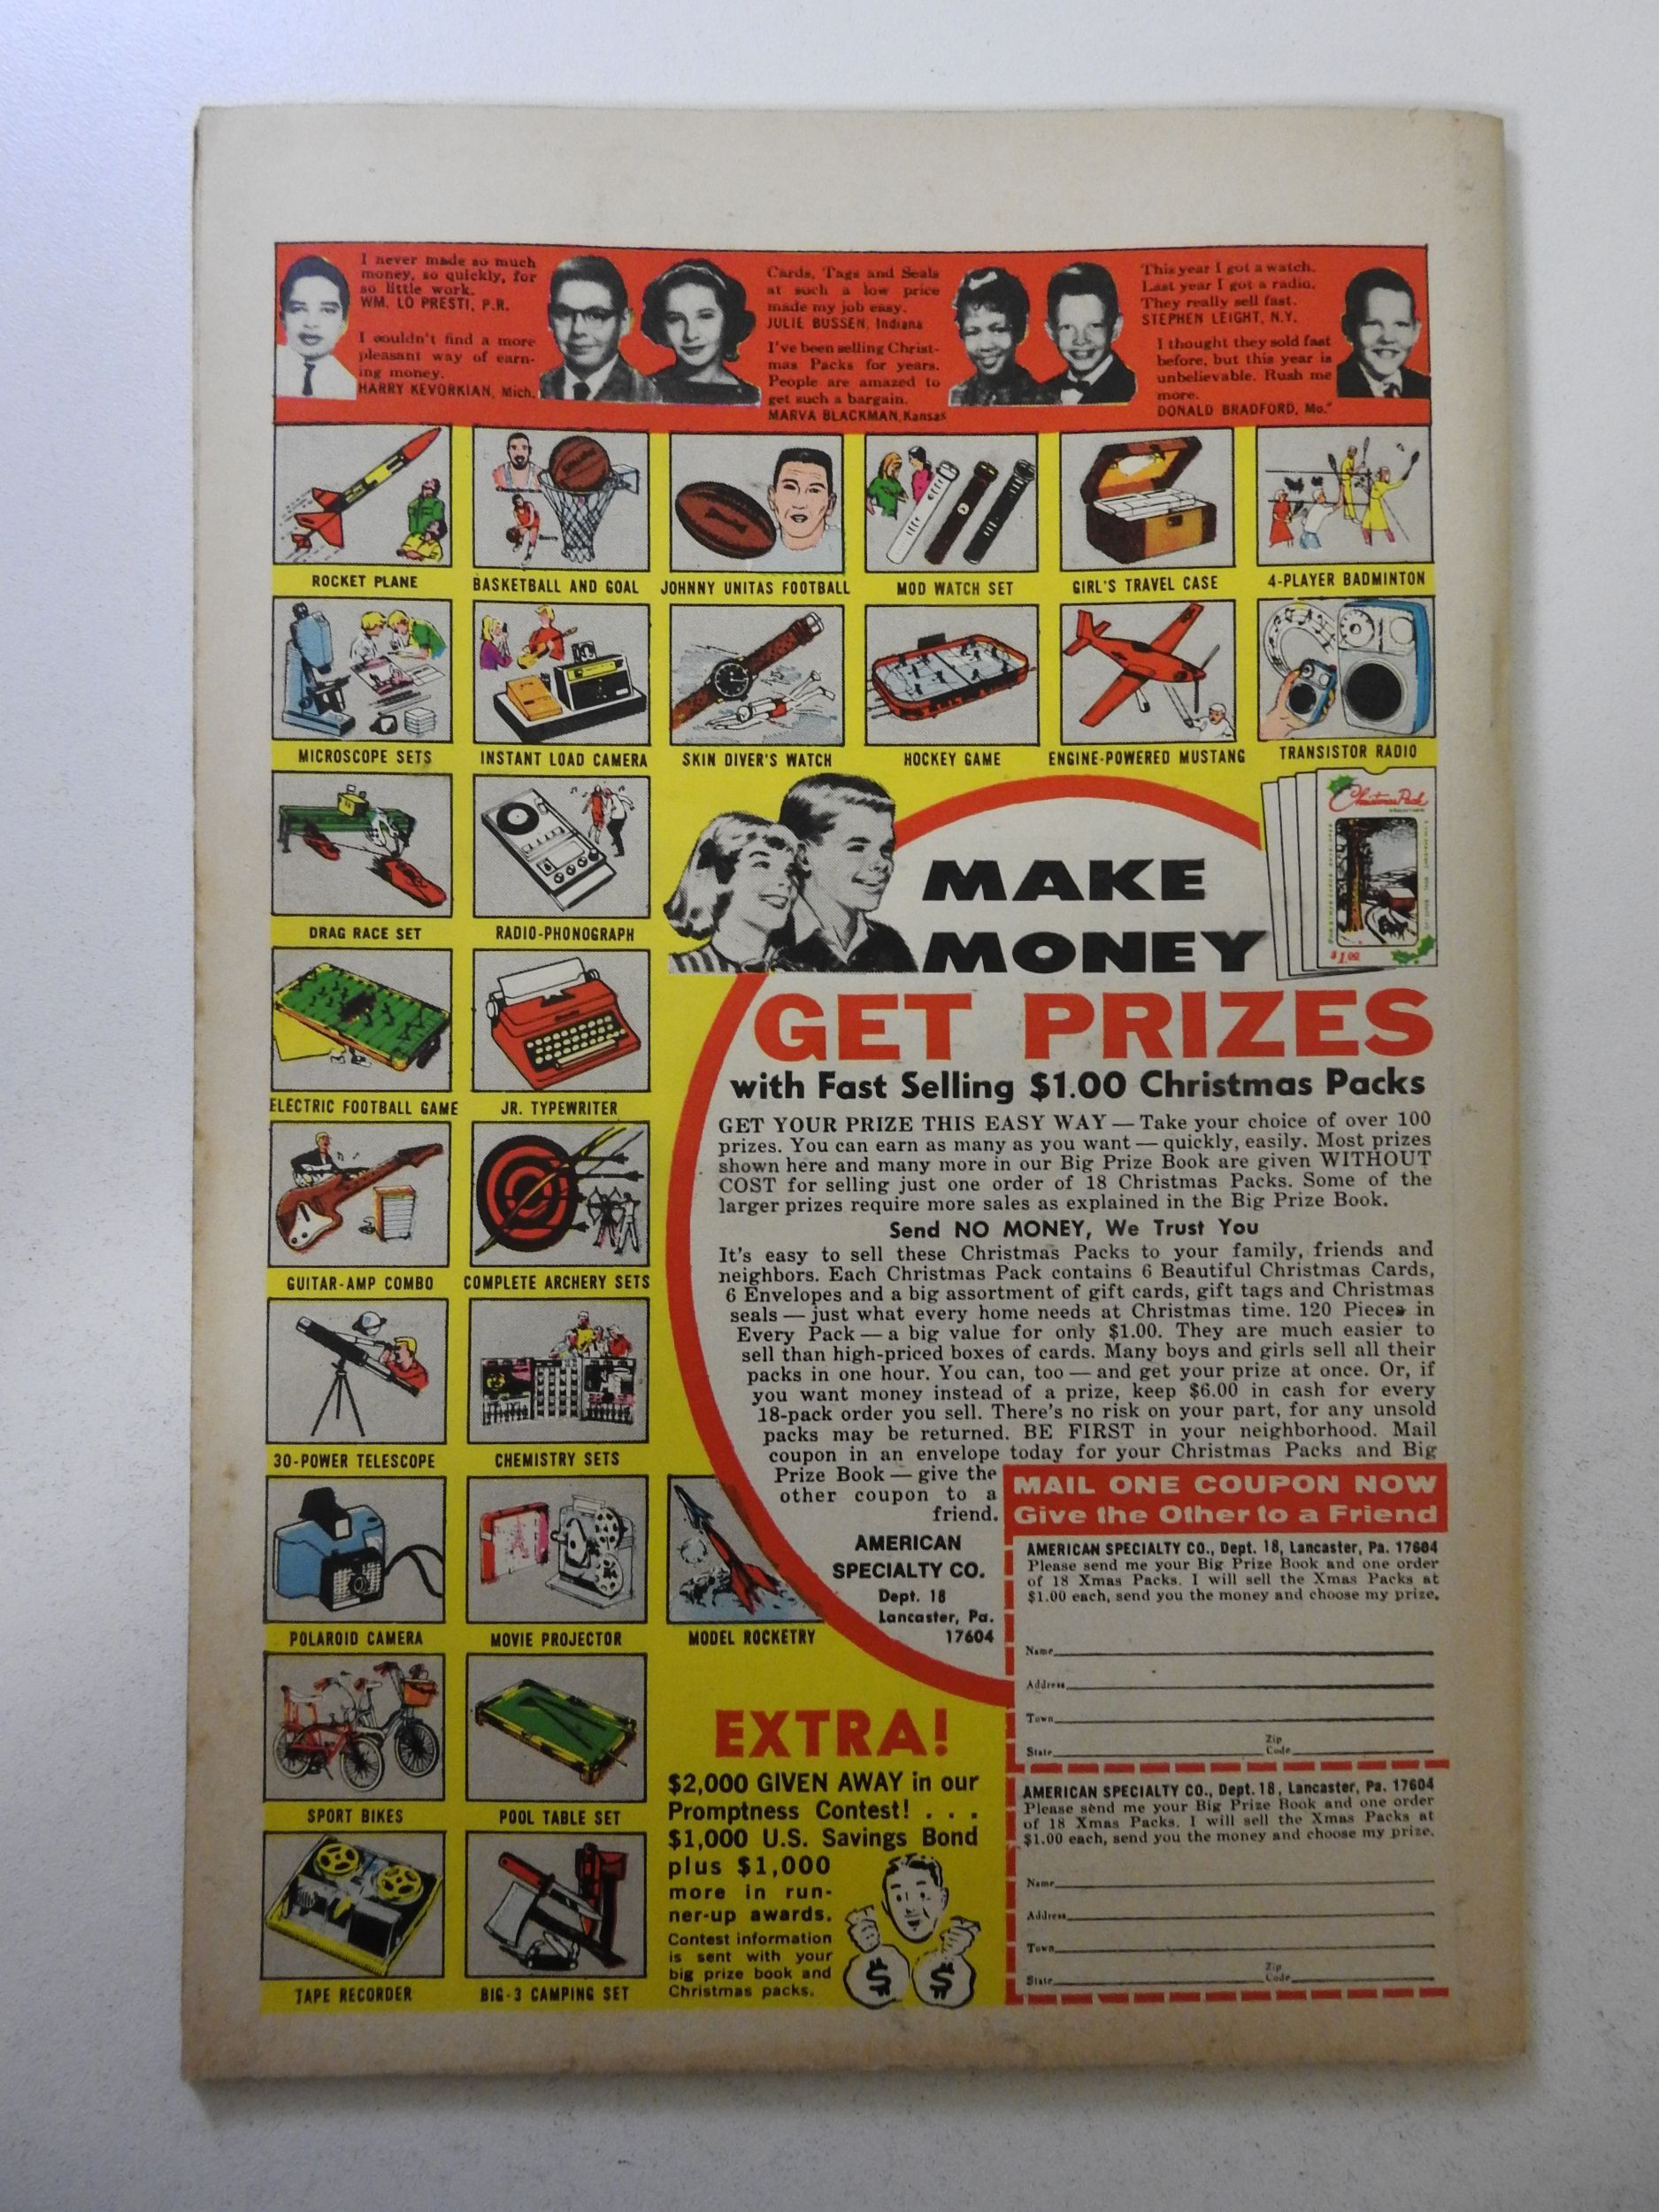 I never made so much
money, so quickly, for
so little work.
WM. LO PRESTI, P.R.
I couldn't find a more
pleasant way of earn-
ing money.
HARRY KEVORKIAN, Mich.
Cards, Tags and Seals
at such a low price
made my job easy.
JULIE BUSSEN, Indiana
I've been selling Christ-
mas Packs for years.
People are amazed to
get such a bargain.
MARVA BLACKMAN, Kansas
This year I got a watch.
Last year I got a radio.
They really sell fast.
STEPHEN LEIGHT, N.Y.
I thought they sold fast
before, but this year is
unbelievable. Rush me
more.
DONALD BRADFORD, Mo."
ROCKET PLANE
BASKETBALL AND GOAL
JOHNNY UNITAS FOOTBALL
MOD WATCH SET
GIRL'S TRAVEL CASE
4-PLAYER BADMINTON
MICROSCOPE SETS
INSTANT LOAD CAMERA
SKIN DIVER'S WATCH
HOCKEY GAME
ENGINE-POWERED MUSTANG
TRANSISTOR RADIO
DRAG RACE SET
RADIO-PHONOGRAPH
ELECTRIC FOOTBALL GAME
JR. TYPEWRITER
GUITAR-AMP COMBO
COMPLETE ARCHERY SETS
30-POWER TELESCOPE
CHEMISTRY SETS
POLAROID CAMERA
MOVIE PROJECTOR
MODEL ROCKETRY
SPORT BIKES
POOL TABLE SET
TAPE RECORDER
BIG-3 CAMPING SET
Christmas Pack
$1.00
MAKE
MONEY
GET PRIZES
with Fast Selling $1.00 Christmas Packs
GET YOUR PRIZE THIS EASY WAY — Take your choice of over 100
prizes. You can earn as many as you want — quickly, easily. Most prizes
shown here and many more in our Big Prize Book are given WITHOUT
COST for selling just one order of 18 Christmas Packs. Some of the
larger prizes require more sales as explained in the Big Prize Book.
Send NO MONEY, We Trust You
It's easy to sell these Christmas Packs to your family, friends and
neighbors. Each Christmas Pack contains 6 Beautiful Christmas Cards,
6 Envelopes and a big assortment of gift cards, gift tags and Christmas
seals — just what every home needs at Christmas time. 120 Pieces in
Every Pack — a big value for only $1.00. They are much easier to
sell than high-priced boxes of cards. Many boys and girls sell all their
packs in one hour. You can, too — and get your prize at once. Or, if
you want money instead of a prize, keep $6.00 in cash for every
18-pack order you sell. There's no risk on your part, for any unsold
packs may be returned. BE FIRST in your neighborhood. Mail
coupon in an envelope today for your Christmas Packs and Big
Prize Book — give the
other coupon to a
friend.
AMERICAN
SPECIALTY CO.
Dept. 18
Lancaster, Pa.
17604
MAIL ONE COUPON NOW
Give the Other to a Friend
AMERICAN SPECIALTY CO., Dept. 18, Lancaster, Pa. 17604
Please send me your Big Prize Book and one order
of 18 Xmas Packs. I will sell the Xmas Packs at
$1.00 each, send you the money and choose my prize.
Name
Address
Town
State Zip Code
AMERICAN SPECIALTY CO., Dept. 18, Lancaster, Pa. 17604
Please send me your Big Prize Book and one order
of 18 Xmas Packs. I will sell the Xmas Packs at
$1.00 each, send you the money and choose my prize.
Name
Address
Town
State Zip Code
EXTRA!
$2,000 GIVEN AWAY in our
Promptness Contest! . . .
$1,000 U.S. Savings Bond
plus $1,000
more in run-
ner-up awards.
Contest information
is sent with your
big prize book and
Christmas packs.
$ $